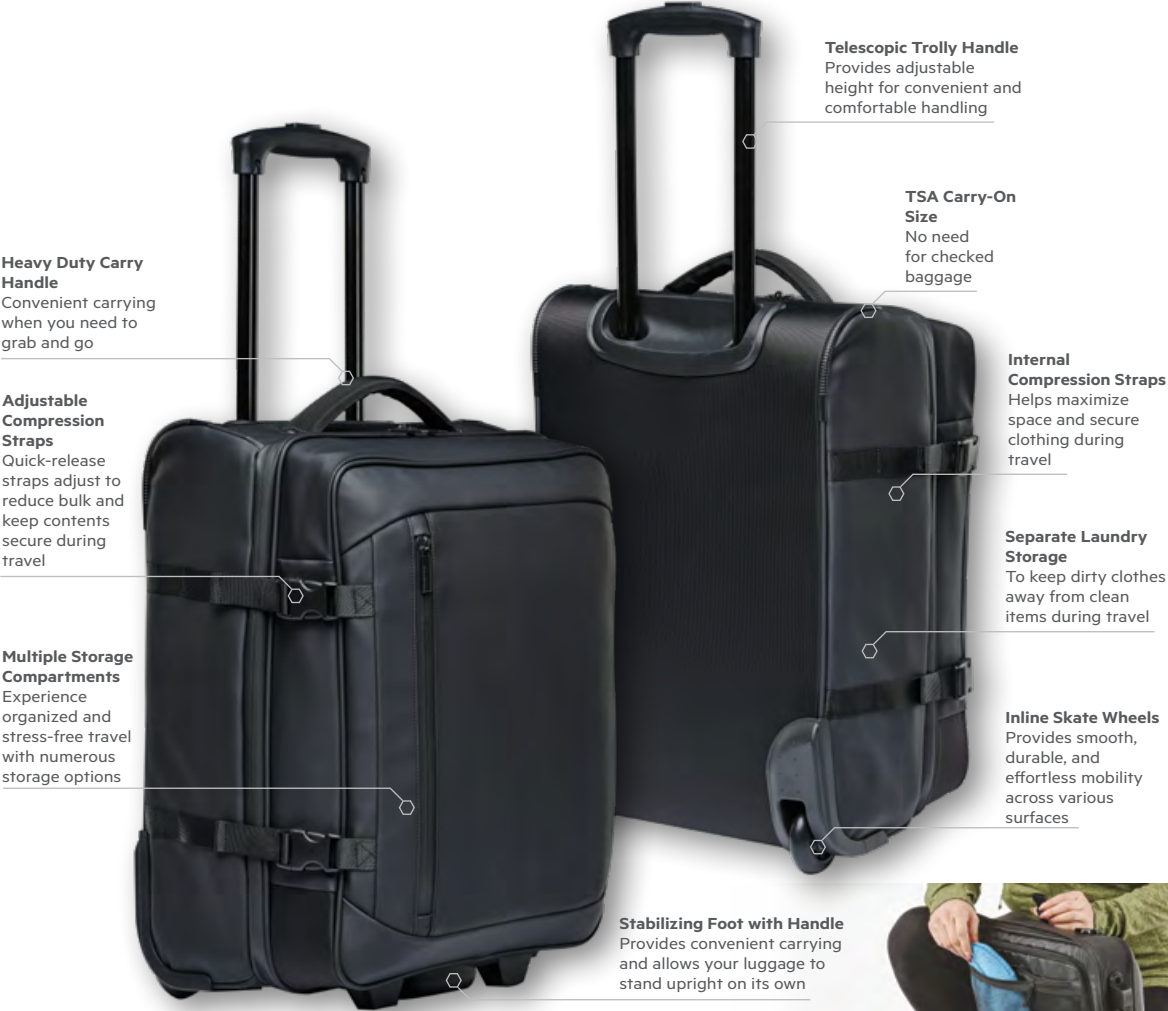 Telescopic Trolly Handle
Provides adjustable
height for convenient and
comfortable handling
TSA Carry-On
Size
No need
for checked
baggage
Heavy Duty Carry
Handle
Convenient carrying
when you need to
grab and go
Internal
Compression Straps
Helps maximize
space and secure
clothing during
travel
Adjustable
Compression
Straps
Quick-release
straps adjust to
reduce bulk and
keep contents
secure during
travel
Separate Laundry
Storage
To keep dirty clothes
away from clean
items during travel
Multiple Storage
Compartments
Experience
organized and
stress-free travel
with numerous
storage options
Inline Skate Wheels
Provides smooth,
durable, and
effortless mobility
across various
surfaces
Stabilizing Foot with Handle
Provides convenient carrying
and allows your luggage to
stand upright on its own